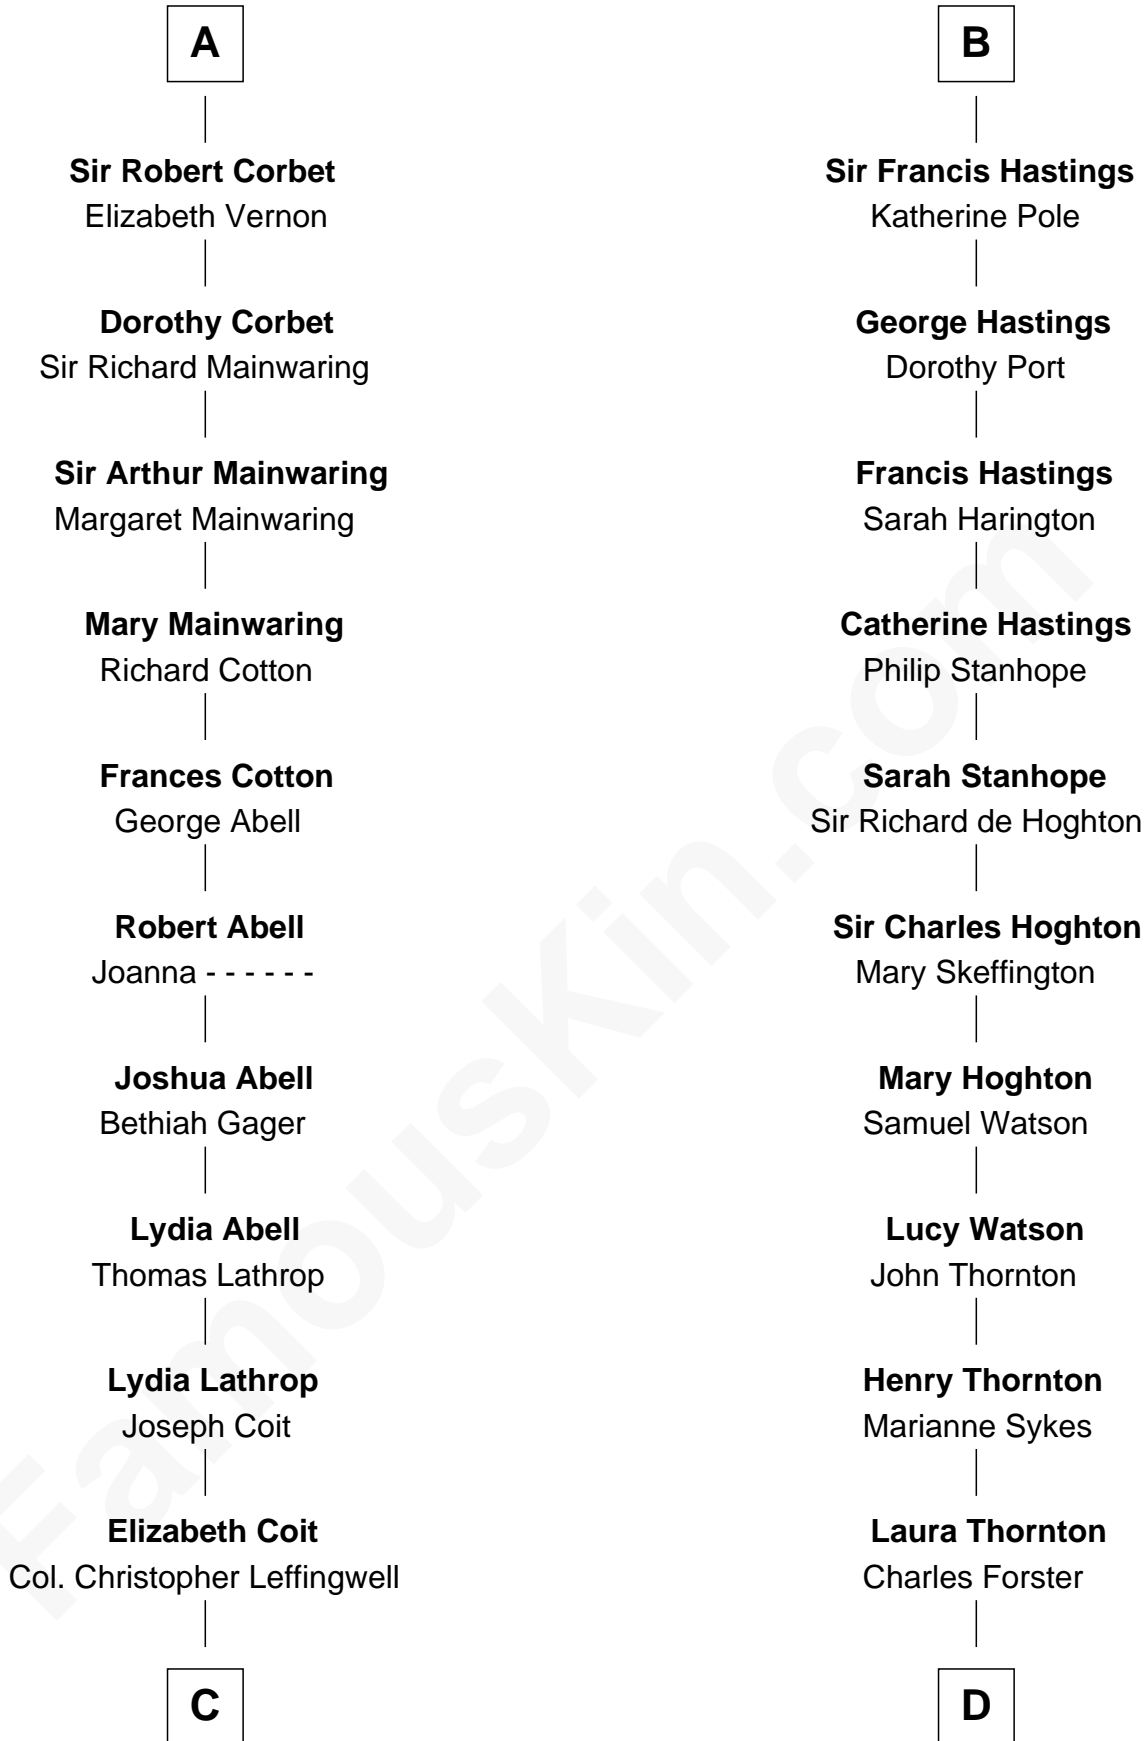 A
Sir Robert Corbet
Elizabeth Vernon
Dorothy Corbet
Sir Richard Mainwaring
Sir Arthur Mainwaring
Margaret Mainwaring
Mary Mainwaring
Richard Cotton
Frances Cotton
George Abell
Robert Abell
Joanna - - - - - -
Joshua Abell
Bethiah Gager
Lydia Abell
Thomas Lathrop
Lydia Lathrop
Joseph Coit
Elizabeth Coit
Col. Christopher Leffingwell
C
B
Sir Francis Hastings
Katherine Pole
George Hastings
Dorothy Port
Francis Hastings
Sarah Harington
Catherine Hastings
Philip Stanhope
Sarah Stanhope
Sir Richard de Hoghton
Sir Charles Hoghton
Mary Skeffington
Mary Hoghton
Samuel Watson
Lucy Watson
John Thornton
Henry Thornton
Marianne Sykes
Laura Thornton
Charles Forster
D
FamousKin.com